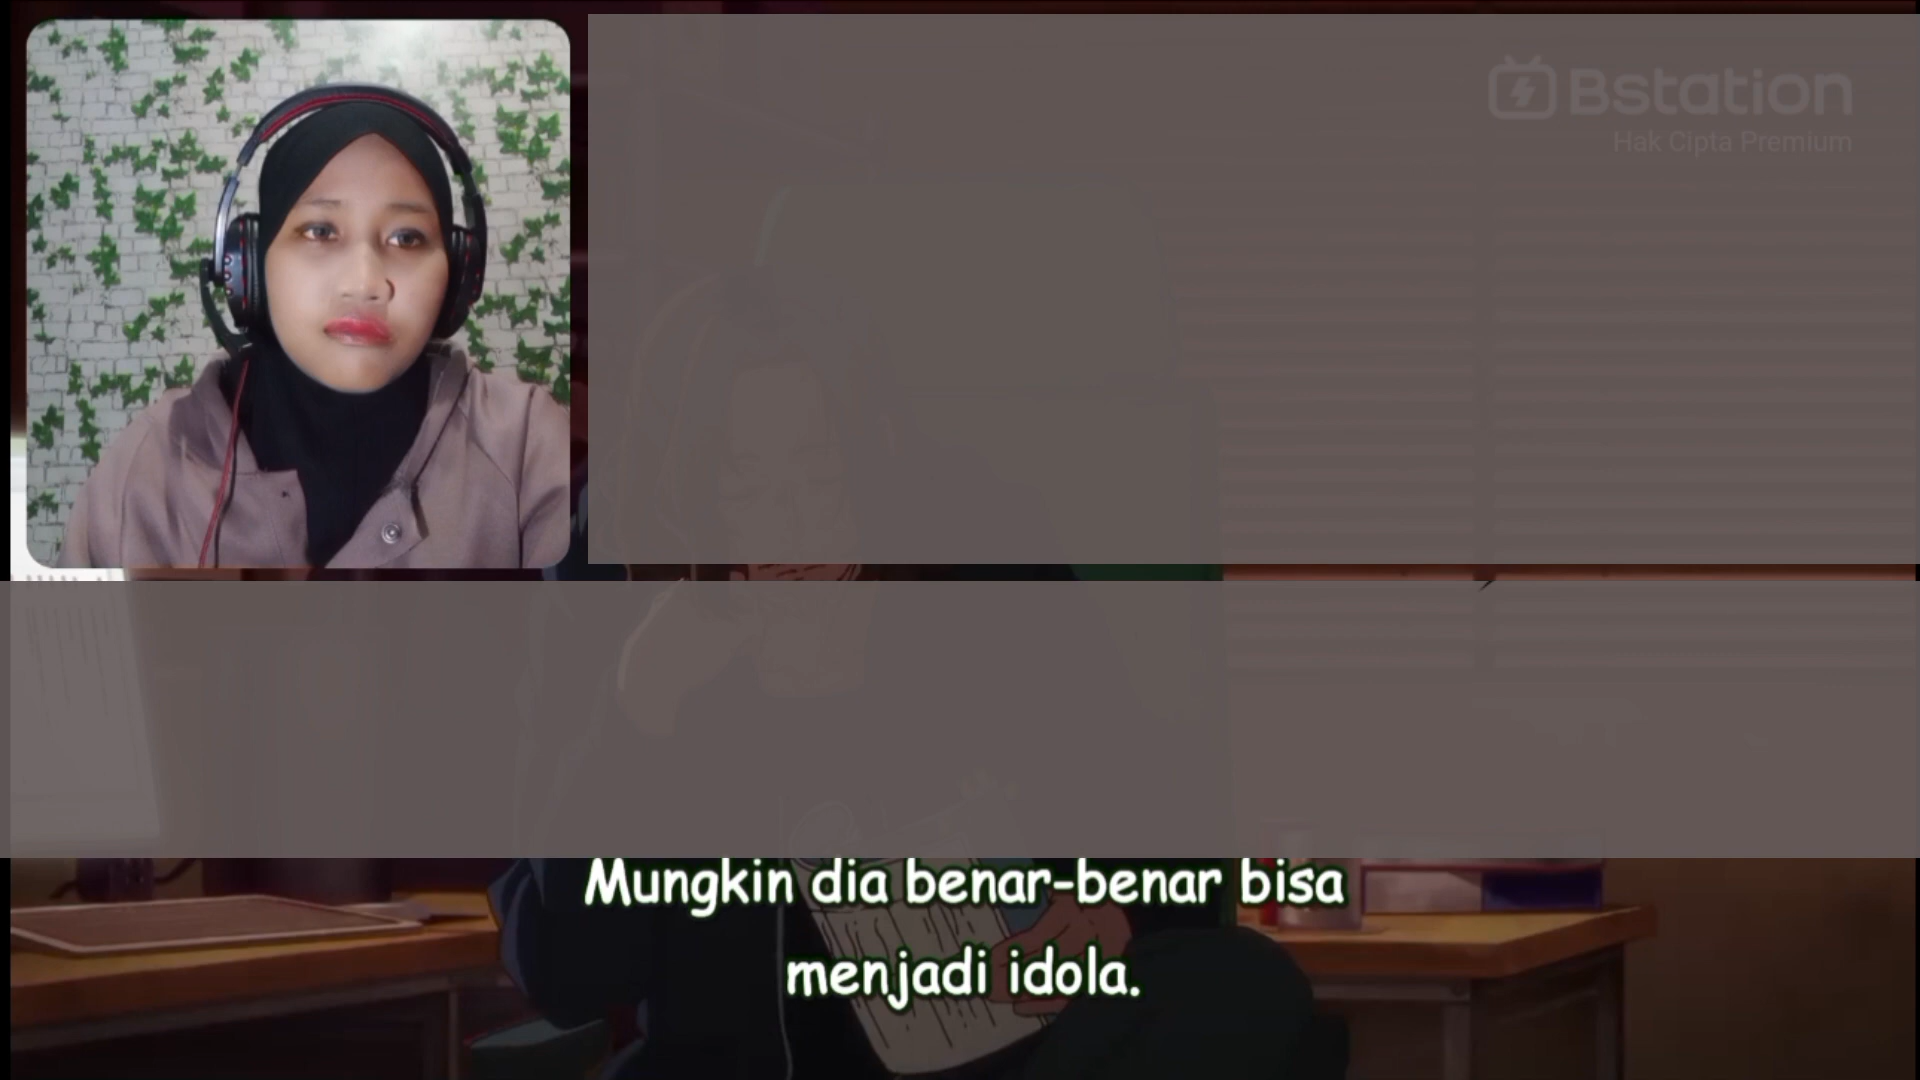 Bstation
Hak Cipta Premium
Mungkin dia benar-benar bisa
menjadi idola.